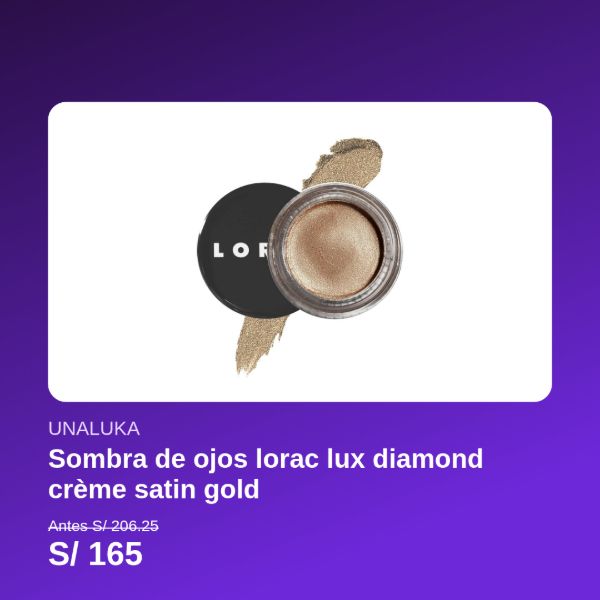 LOR
UNALUKA
Sombra de ojos lorac lux diamond
crème satin gold
Antes S/ 206.25
S/ 165